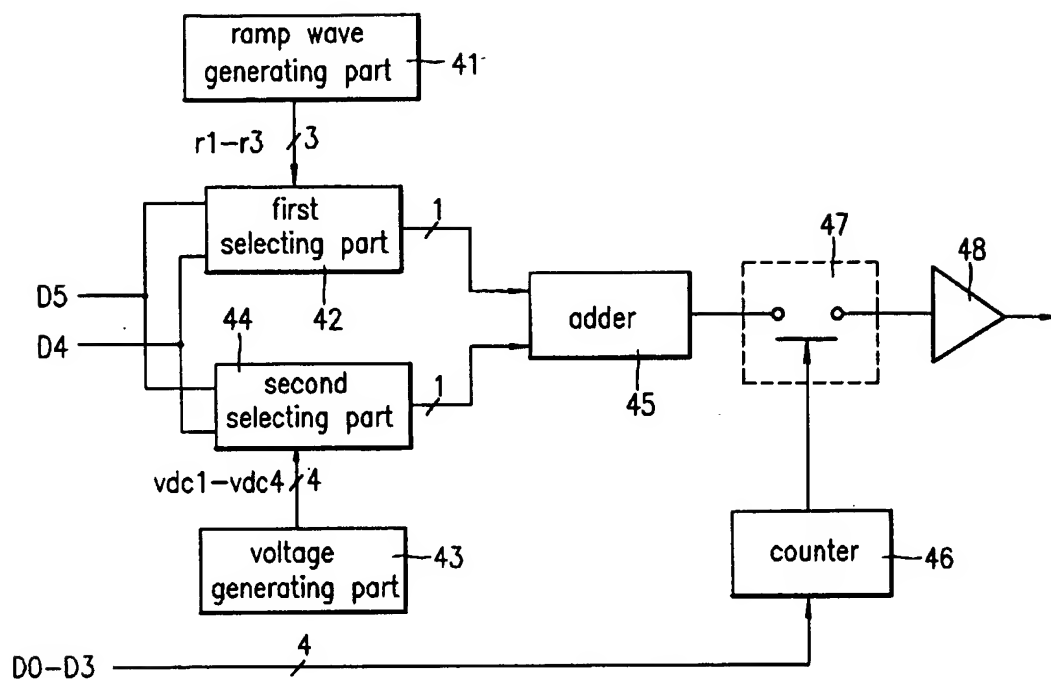 ramp wave
generating part
41
r1-r3
3
first
selecting part
1
42
D5
D4
44
second
selecting part
1
adder
45
47
48
vdc1-vdc4
4
voltage
generating part
43
counter
46
D0-D3
4